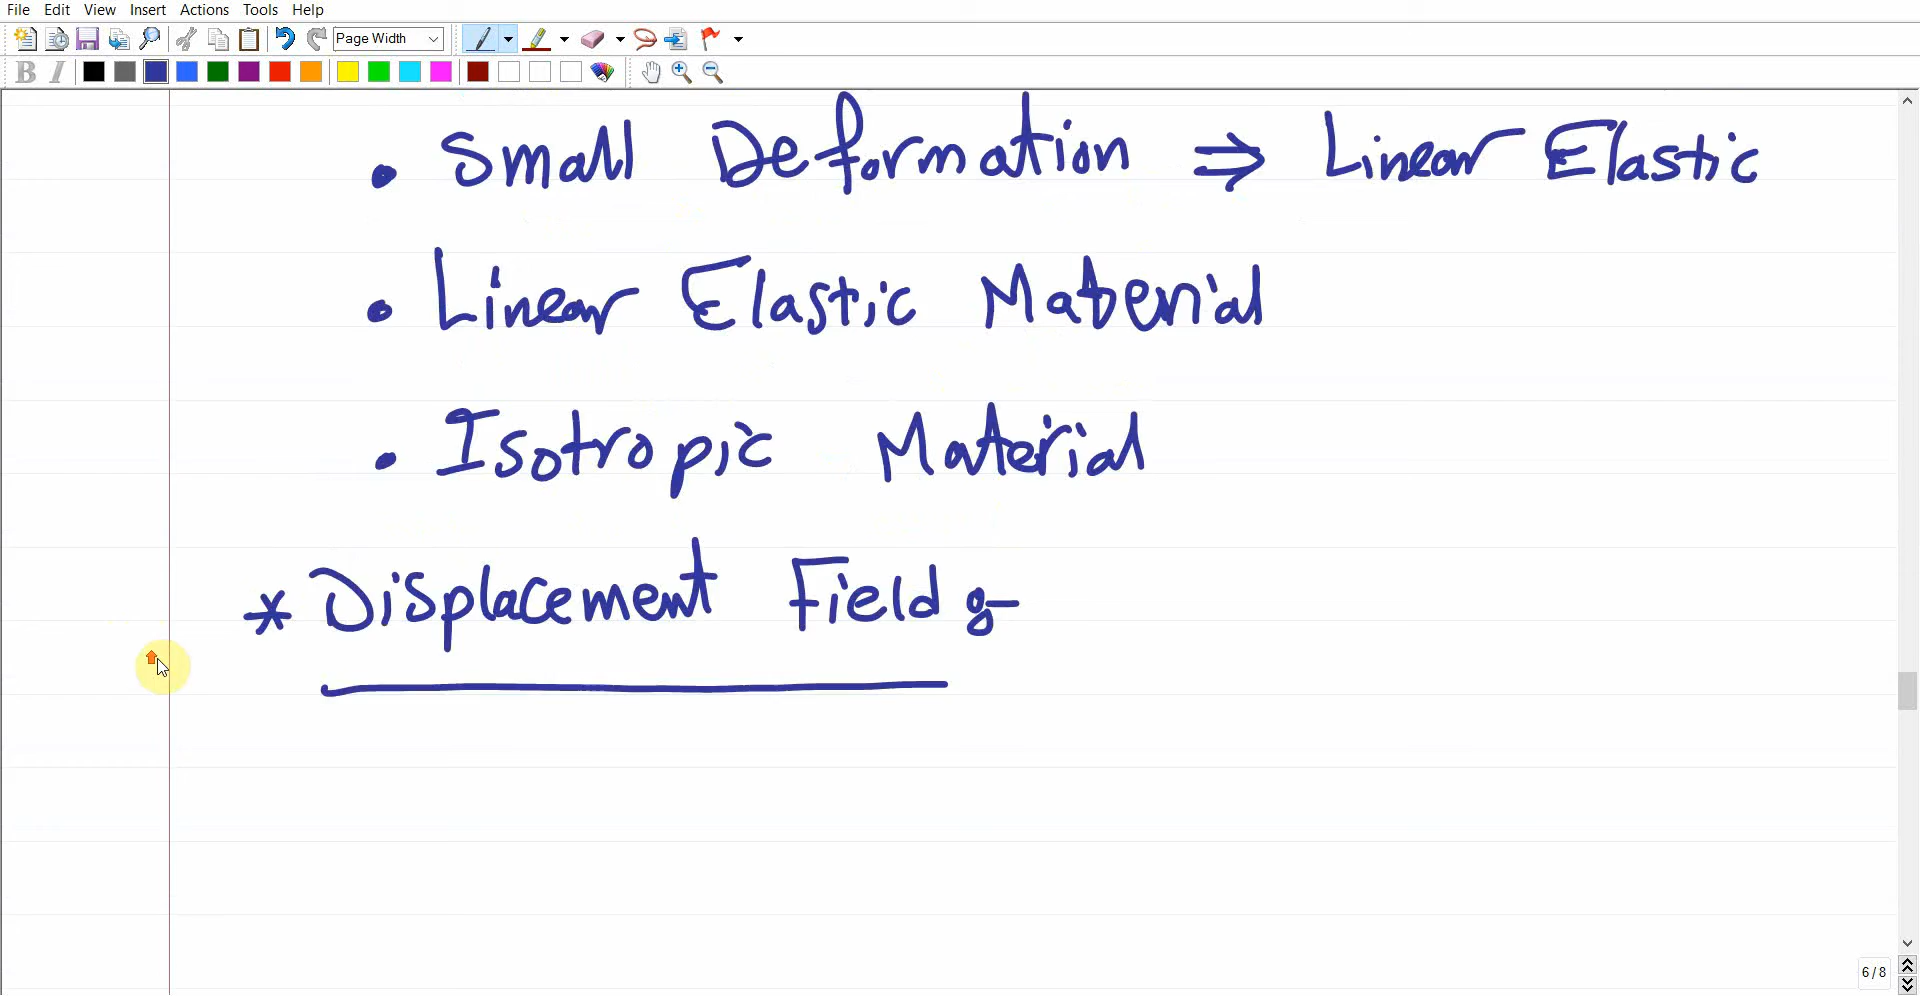 File Edit View Insert Actions Tools Help
Page Width
B I
• Small Deformation ⇒ Linear Elastic
• Linear Elastic Material
• Isotropic Material
* Displacement Field :-
6 / 8